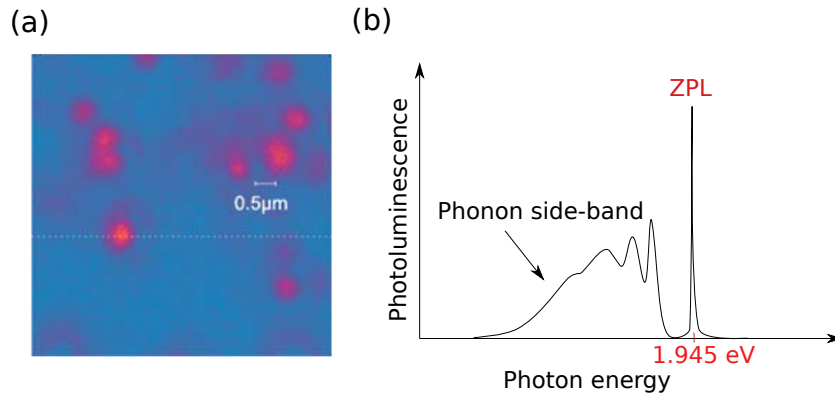 (a)
0.5μm
(b)
Photoluminescence
ZPL
Phonon side-band
1.945 eV
Photon energy